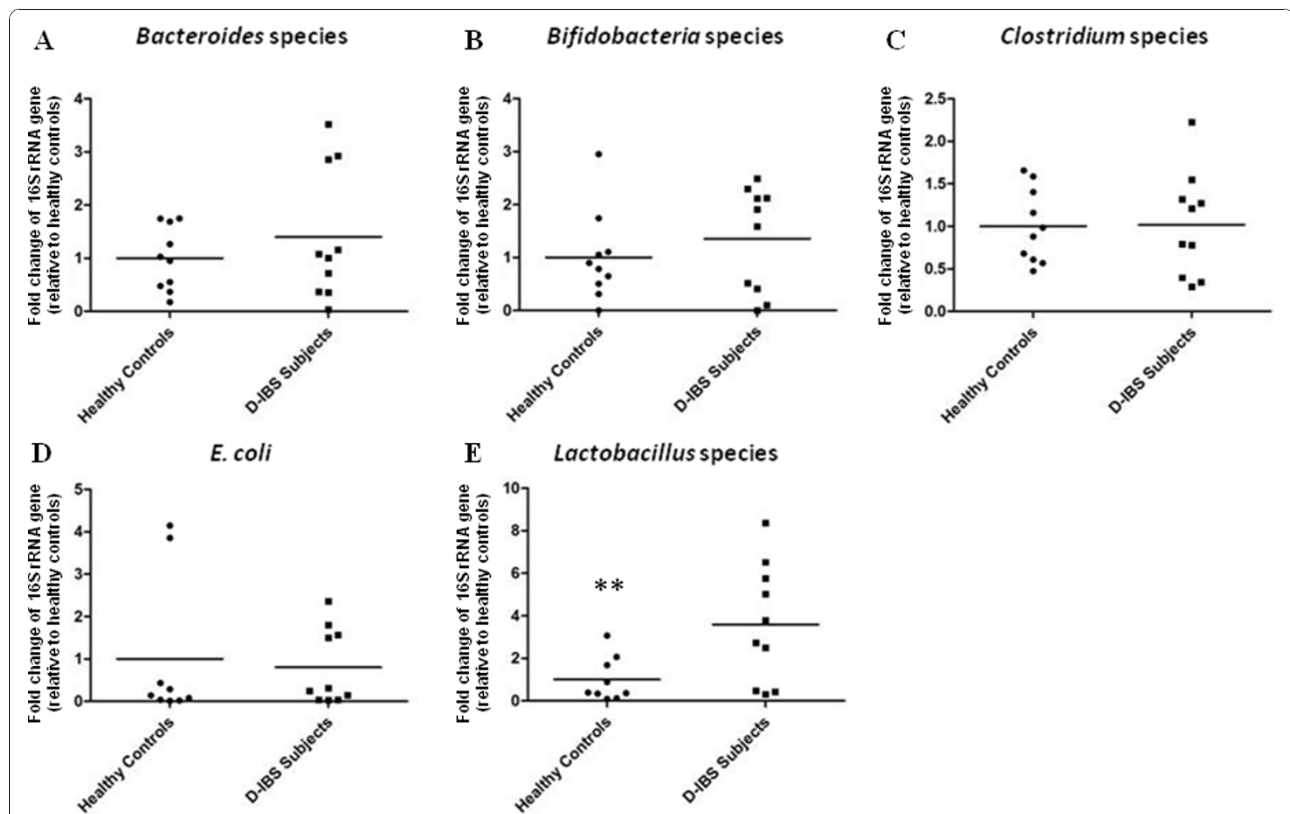 A
Bacteroides species
Fold change of 16S rRNA gene
(relative to healthy controls)
4
3
2
1
0
Healthy Controls
D-IBS Subjects
B
Bifidobacteria species
Fold change of 16S rRNA gene
(relative to healthy controls)
4
3
2
1
0
Healthy Controls
D-IBS Subjects
C
Clostridium species
Fold change of 16S rRNA gene
(relative to healthy controls)
2.5
2.0
1.5
1.0
0.5
0.0
Healthy Controls
D-IBS Subjects
D
E. coli
Fold change of 16S rRNA gene
(relative to healthy controls)
5
4
3
2
1
0
Healthy Controls
D-IBS Subjects
E
Lactobacillus species
Fold change of 16S rRNA gene
(relative to healthy controls)
10
8
6
4
2
0
**
Healthy Controls
D-IBS Subjects